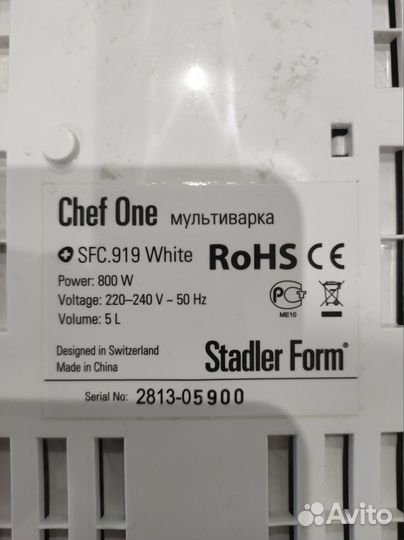 Chef One мультиварка
SFC.919 White RoHS CE
Power: 800 W
Voltage: 220–240 V ~ 50 Hz
Volume: 5 L
РСТ
ME10
Designed in Switzerland
Made in China
Stadler Form®
Serial No: 2813-05900
Avito